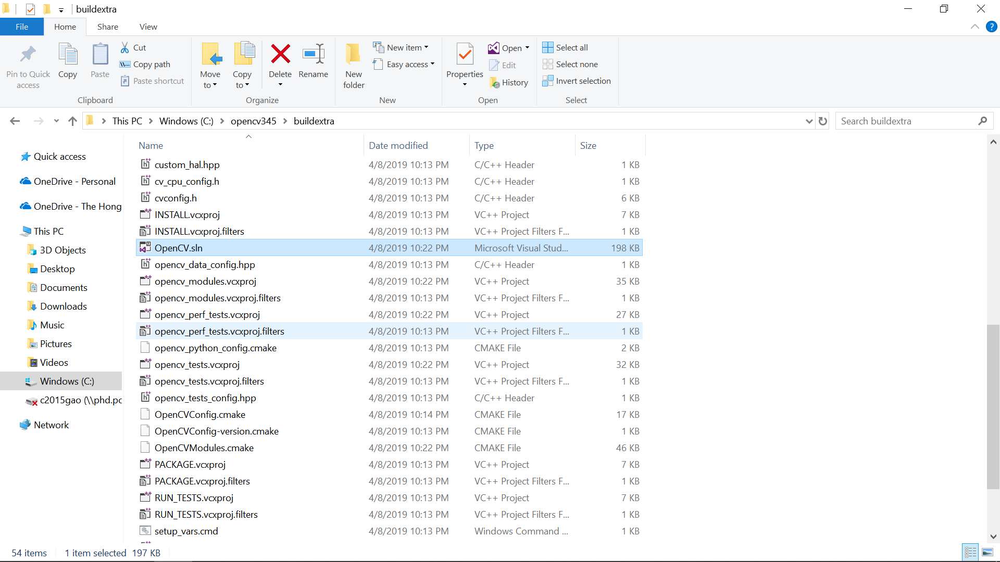 buildextra
File Home Share View
Pin to Quick access
Copy
Paste
Cut
Copy path
Paste shortcut
Clipboard
Move to
Copy to
Delete
Rename
Organize
New folder
New item
Easy access
New
Properties
Open
Edit
History
Open
Select all
Select none
Invert selection
Select
This PC Windows (C:) opencv345 buildextra
Search buildextra
Quick access
OneDrive - Personal
OneDrive - The Hong
This PC
3D Objects
Desktop
Documents
Downloads
Music
Pictures
Videos
Windows (C:)
c2015gao (\\phd.pc
Network
Name Date modified Type Size
custom_hal.hpp 4/8/2019 10:13 PM C/C++ Header 1 KB
cv_cpu_config.h 4/8/2019 10:13 PM C/C++ Header 1 KB
cvconfig.h 4/8/2019 10:13 PM C/C++ Header 6 KB
INSTALL.vcxproj 4/8/2019 10:13 PM VC++ Project 7 KB
INSTALL.vcxproj.filters 4/8/2019 10:13 PM VC++ Project Filters F... 1 KB
OpenCV.sln 4/8/2019 10:22 PM Microsoft Visual Stud... 198 KB
opencv_data_config.hpp 4/8/2019 10:13 PM C/C++ Header 1 KB
opencv_modules.vcxproj 4/8/2019 10:22 PM VC++ Project 35 KB
opencv_modules.vcxproj.filters 4/8/2019 10:13 PM VC++ Project Filters F... 1 KB
opencv_perf_tests.vcxproj 4/8/2019 10:22 PM VC++ Project 27 KB
opencv_perf_tests.vcxproj.filters 4/8/2019 10:13 PM VC++ Project Filters F... 1 KB
opencv_python_config.cmake 4/8/2019 10:13 PM CMAKE File 2 KB
opencv_tests.vcxproj 4/8/2019 10:22 PM VC++ Project 32 KB
opencv_tests.vcxproj.filters 4/8/2019 10:13 PM VC++ Project Filters F... 1 KB
opencv_tests_config.hpp 4/8/2019 10:13 PM C/C++ Header 1 KB
OpenCVConfig.cmake 4/8/2019 10:14 PM CMAKE File 17 KB
OpenCVConfig-version.cmake 4/8/2019 10:13 PM CMAKE File 1 KB
OpenCVModules.cmake 4/8/2019 10:22 PM CMAKE File 46 KB
PACKAGE.vcxproj 4/8/2019 10:13 PM VC++ Project 7 KB
PACKAGE.vcxproj.filters 4/8/2019 10:13 PM VC++ Project Filters F... 1 KB
RUN_TESTS.vcxproj 4/8/2019 10:13 PM VC++ Project 7 KB
RUN_TESTS.vcxproj.filters 4/8/2019 10:13 PM VC++ Project Filters F... 1 KB
setup_vars.cmd 4/8/2019 10:13 PM Windows Command ... 1 KB
54 items 1 item selected 197 KB